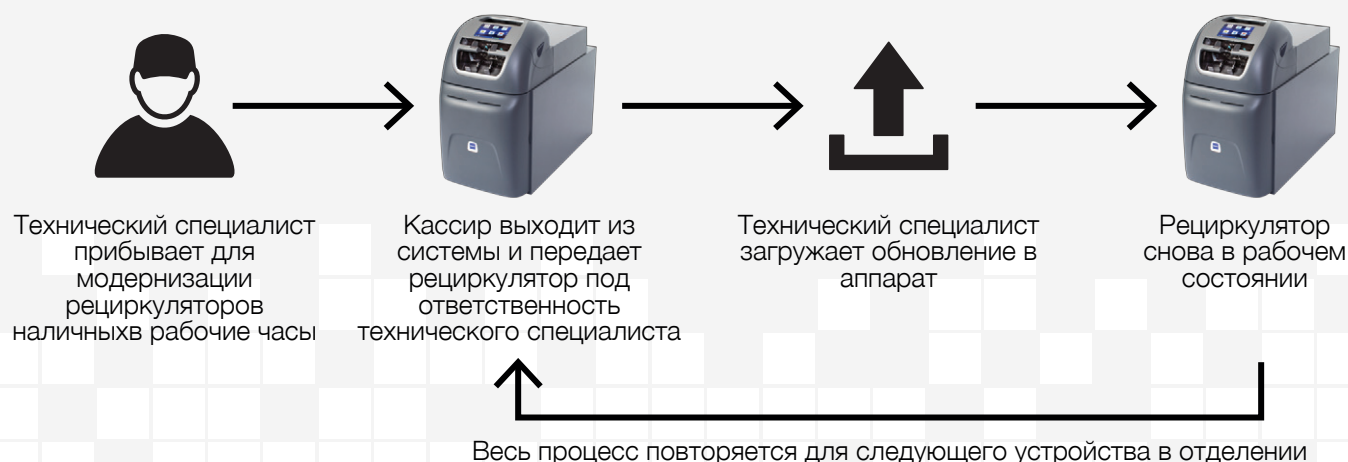 Технический специалист
прибывает для
модернизации
рециркуляторов
наличныхв рабочие часы
Кассир выходит из
системы и передает
рециркулятор под
ответственность
технического специалиста
Технический специалист
загружает обновление в
аппарат
Рециркулятор
снова в рабочем
состоянии
Весь процесс повторяется для следующего устройства в отделении